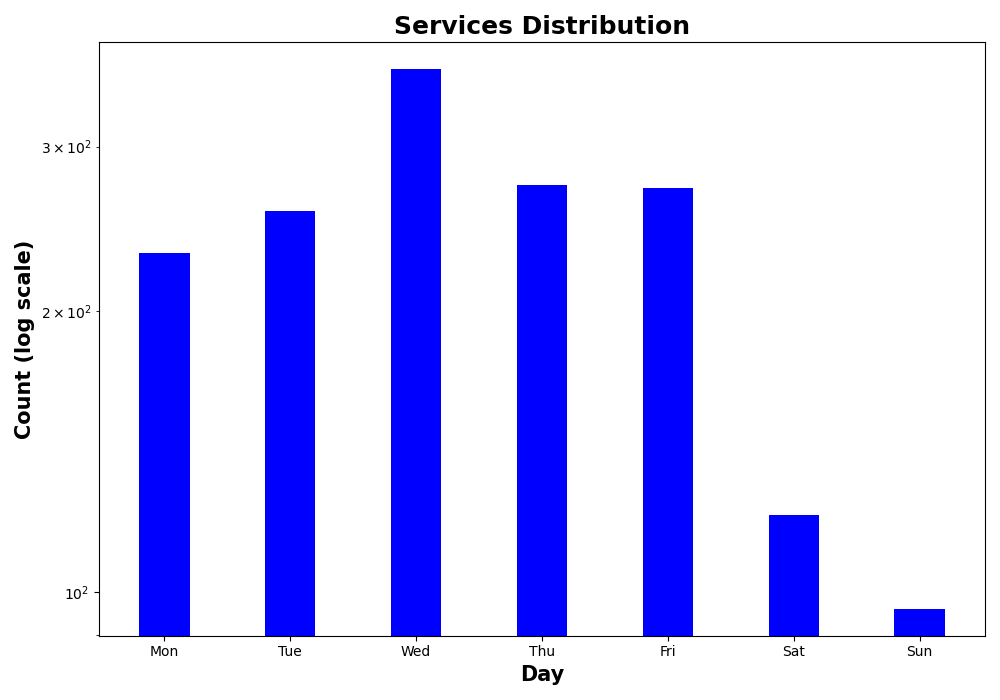 Services Distribution
Count (log scale)
3 × 10²
2 × 10²
10²
Mon Tue Wed Thu Fri Sat Sun
Day